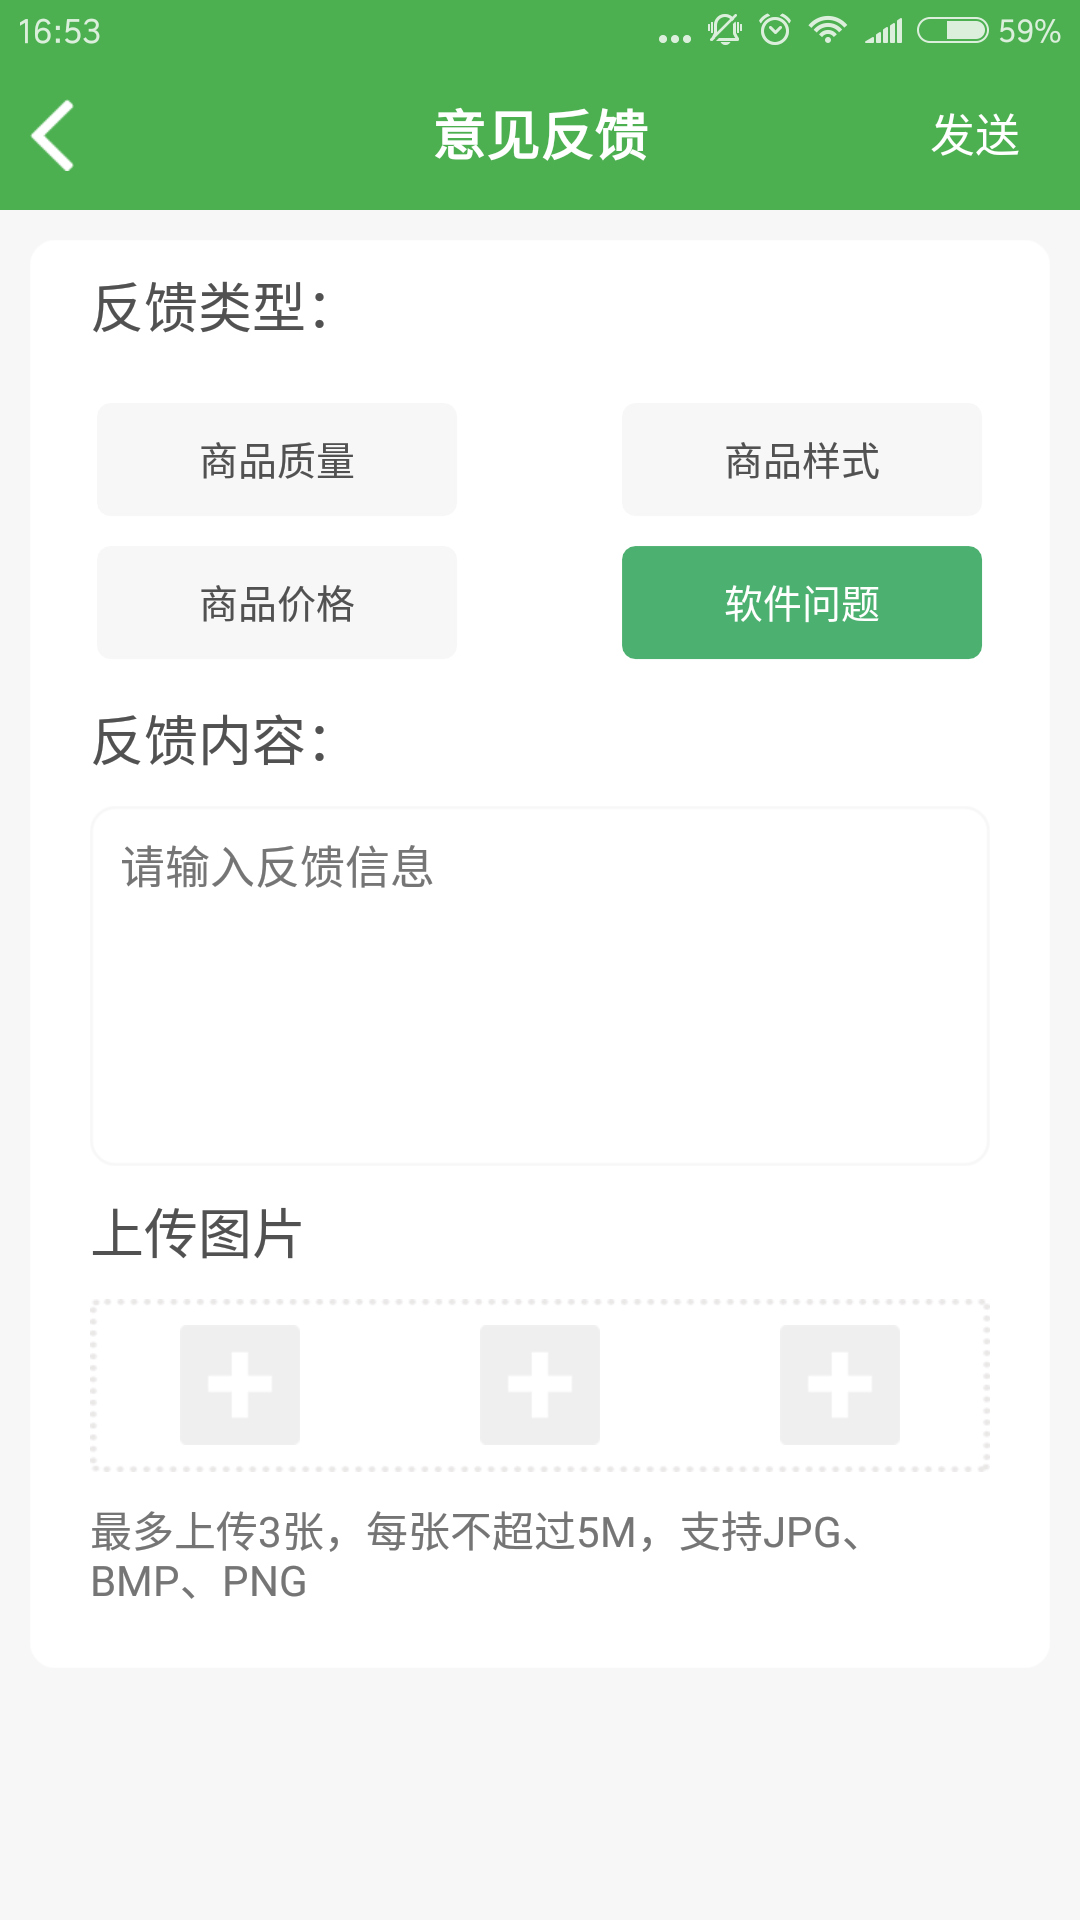 16:53
59%
意见反馈
发送
反馈类型：
商品质量
商品样式
商品价格
软件问题
反馈内容：
请输入反馈信息
上传图片
最多上传3张，每张不超过5M，支持JPG、
BMP、PNG